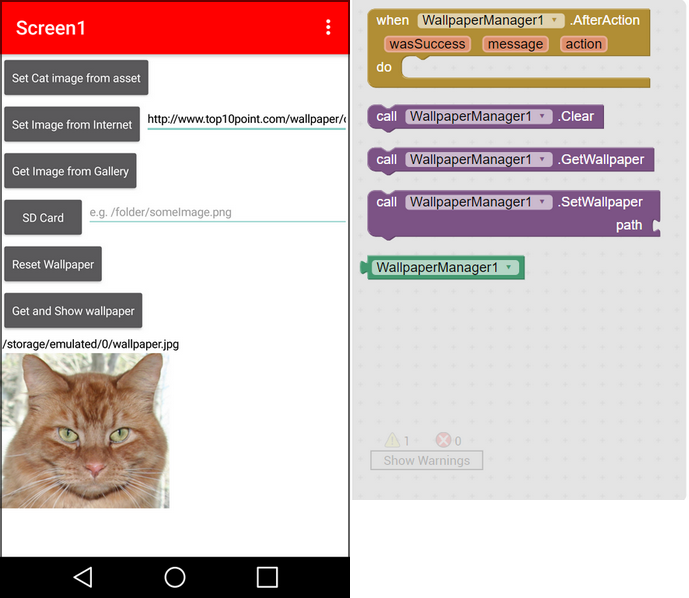 Screen1
Set Cat image from asset
Set Image from Internet
http://www.top10point.com/wallpaper/
Get Image from Gallery
SD Card
e.g. /folder/someImage.png
Reset Wallpaper
Get and Show wallpaper
/storage/emulated/0/wallpaper.jpg
when WallpaperManager1 .AfterAction
wasSuccess message action
do
call WallpaperManager1 .Clear
call WallpaperManager1 .GetWallpaper
call WallpaperManager1 .SetWallpaper
path
WallpaperManager1
1 0
Show Warnings